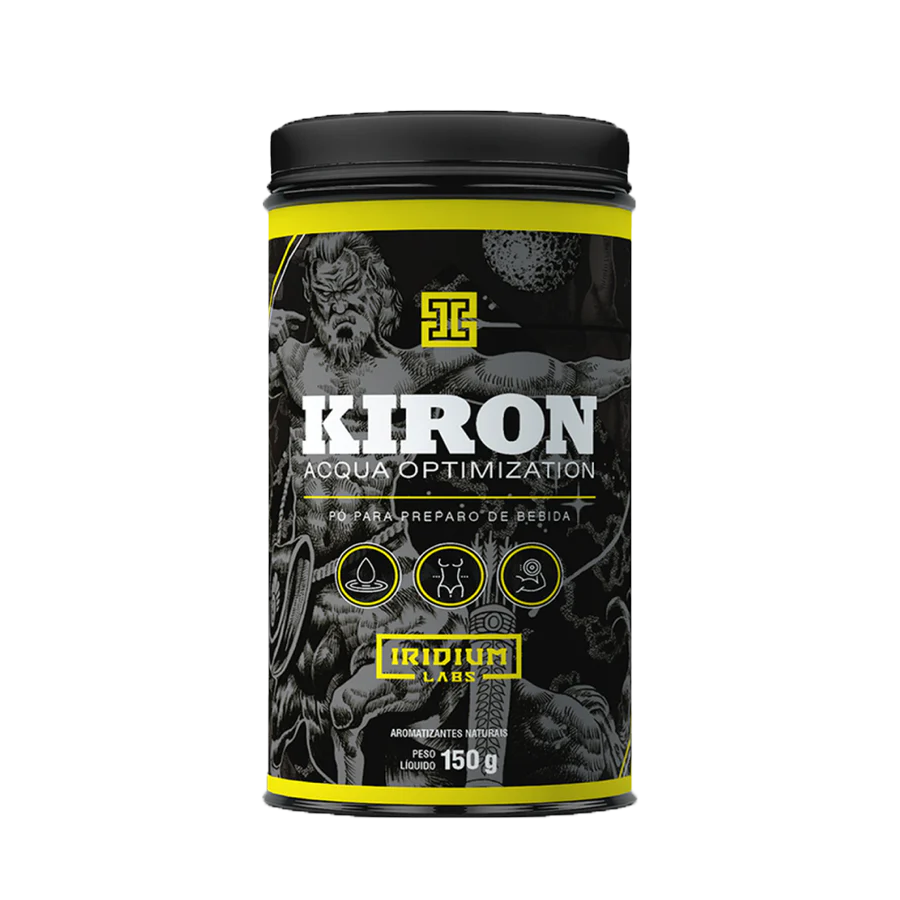 KIRON
ACQUA OPTIMIZATION
PÓ PARA PREPARO DE BEBIDA
IRIDIUM
LABS
AROMATIZANTES NATURAIS
PESO
LÍQUIDO 150 g